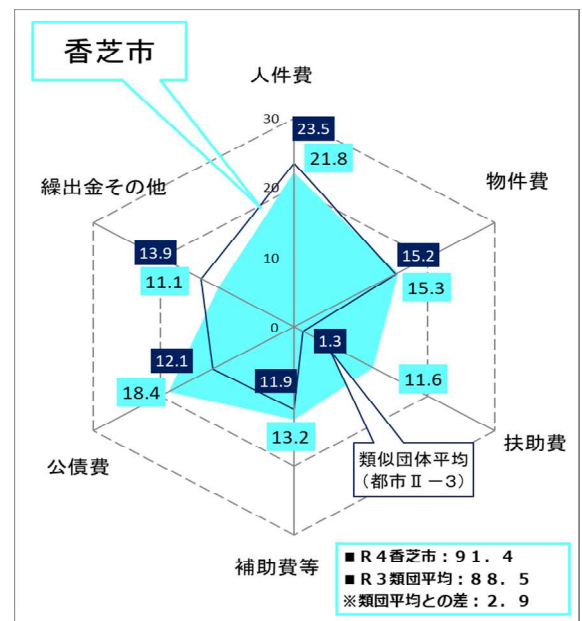 香芝市
人件費
30
23.5
21.8
20
繰出金その他
物件費
13.9
11.1
10
15.2
15.3
0
1.3
12.1
18.4
11.9
11.6
13.2
類似団体平均
(都市Ⅱ－3)
扶助費
公債費
補助費等
■R4香芝市：91．4
■R3類団平均：88．5
※類団平均との差：2．9